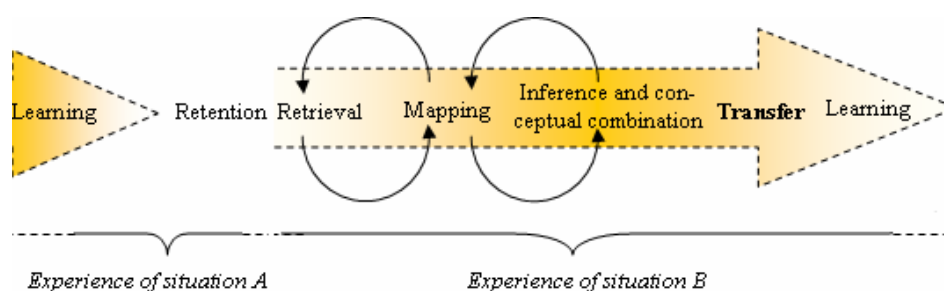 Learning
Retention
Retrieval
Mapping
Inference and con-
ceptual combination
Transfer
Learning
Experience of situation A
Experience of situation B